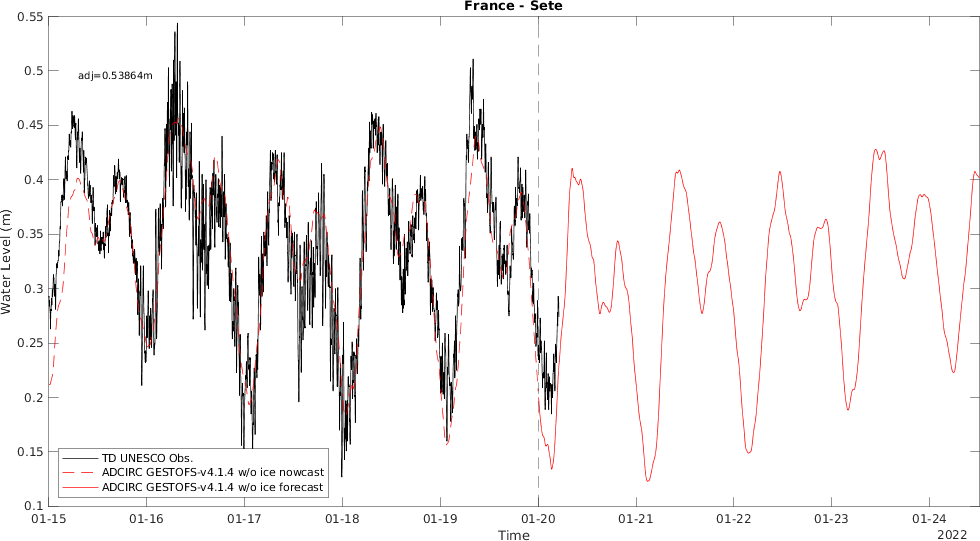 France - Sete
0.55
0.5
0.45
0.4
0.35
0.3
0.25
0.2
0.15
0.1
Water Level (m)
adj=0.53864m
TD UNESCO Obs.
ADCIRC GESTOFS-v4.1.4 w/o ice nowcast
ADCIRC GESTOFS-v4.1.4 w/o ice forecast
01-15 01-16 01-17 01-18 01-19 01-20 01-21 01-22 01-23 01-24
Time
2022